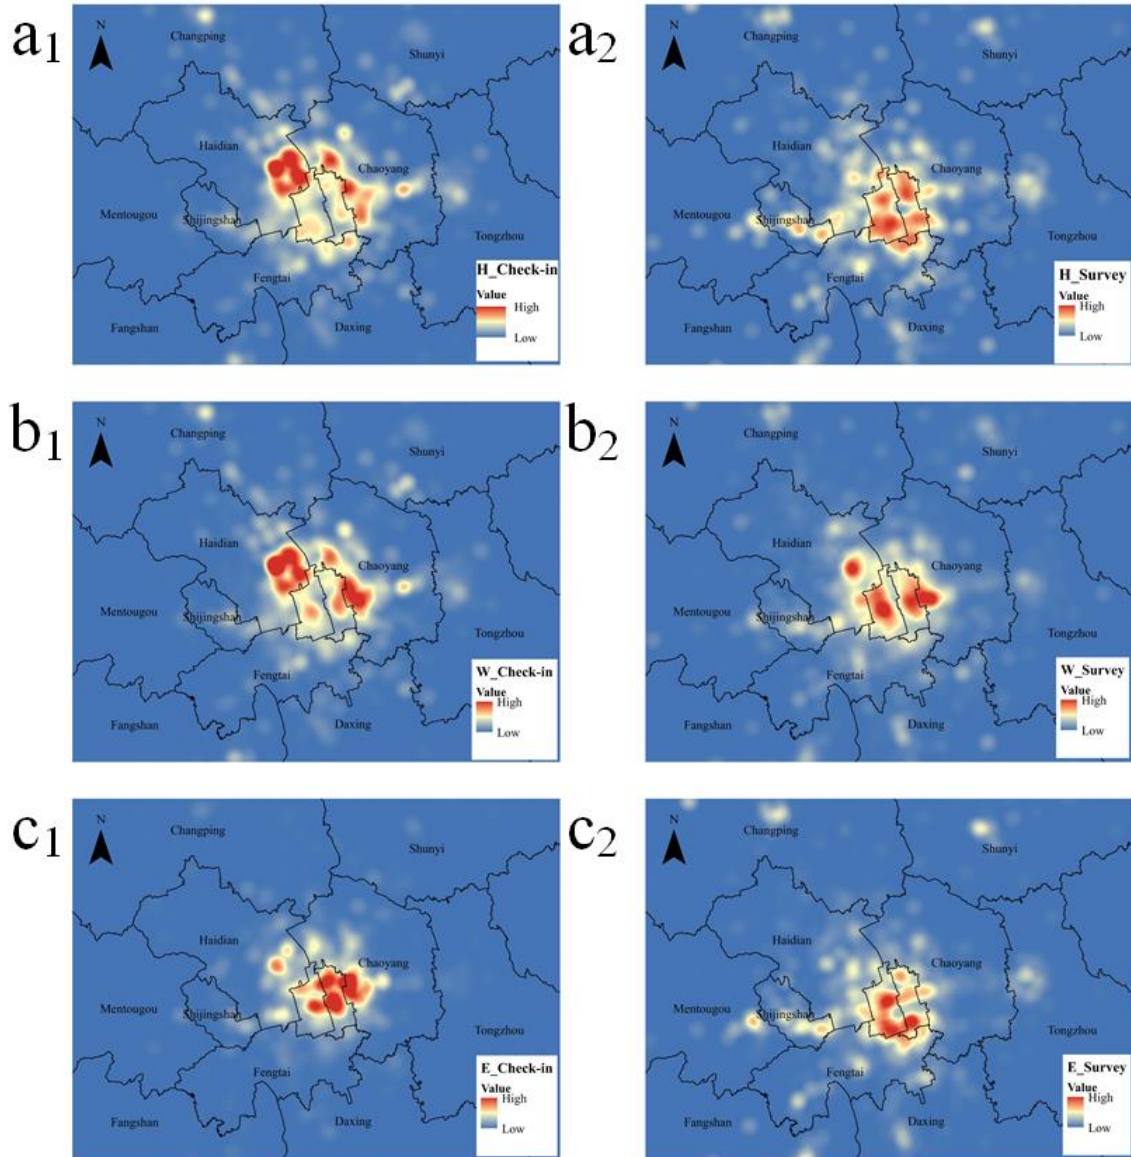 a1
N
Changping
Shunyi
Haidian
Chaoyang
Mentougou
Shijingshan
Tongzhou
Fengtai
Fangshan
Daxing
H_Check-in
Value
High
Low
a2
N
Changping
Shunyi
Haidian
Chaoyang
Mentougou
Shijingshan
Tongzhou
Fengtai
Fangshan
Daxing
H_Survey
Value
High
Low
b1
N
Changping
Shunyi
Haidian
Chaoyang
Mentougou
Shijingshan
Tongzhou
Fengtai
Fangshan
Daxing
W_Check-in
Value
High
Low
b2
N
Changping
Shunyi
Haidian
Chaoyang
Mentougou
Shijingshan
Tongzhou
Fengtai
Fangshan
Daxing
W_Survey
Value
High
Low
c1
N
Changping
Shunyi
Haidian
Chaoyang
Mentougou
Shijingshan
Tongzhou
Fengtai
Fangshan
Daxing
E_Check-in
Value
High
Low
c2
N
Changping
Shunyi
Haidian
Chaoyang
Mentougou
Shijingshan
Tongzhou
Fengtai
Fangshan
Daxing
E_Survey
Value
High
Low